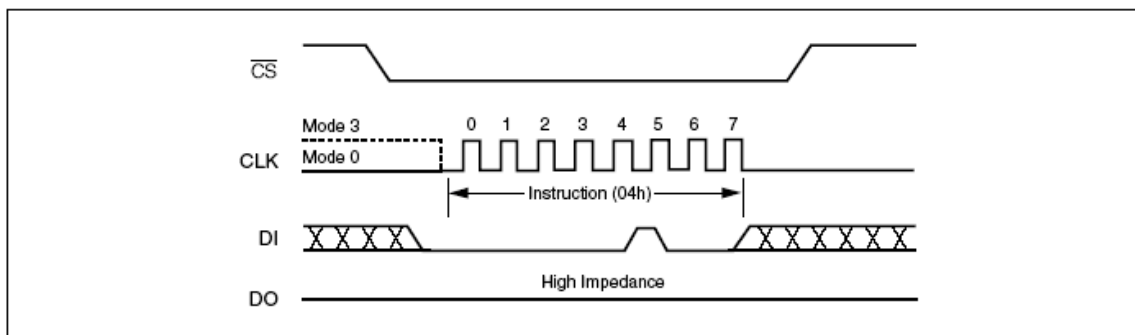 CS
Mode 3
0 1 2 3 4 5 6 7
CLK
Mode 0
Instruction (04h)
DI
High Impedance
DO